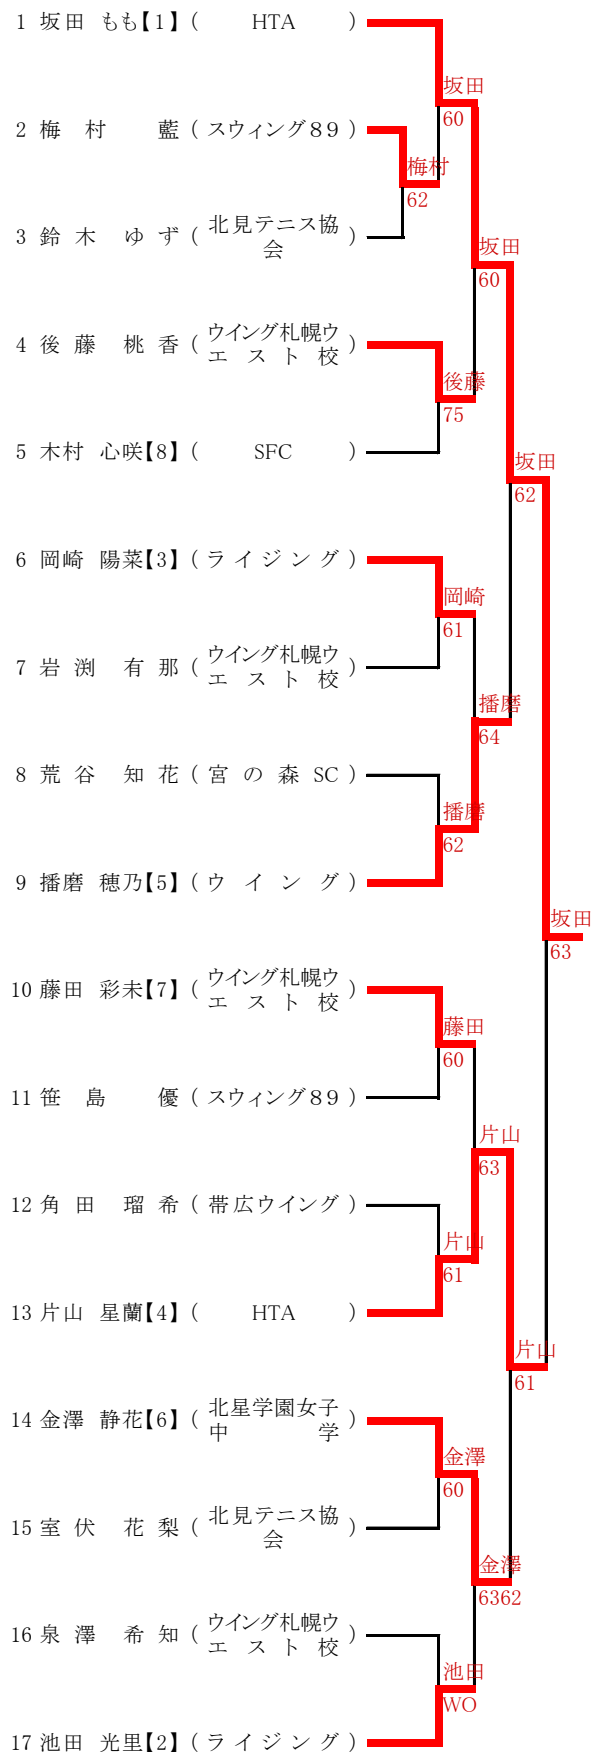 1 坂田 もも【1】 ( HTA )
坂田
60
2 梅村 藍 ( スウィング８９ )
梅村
62
3 鈴木 ゆず ( 北見テニス協
会 )
坂田
60
4 後藤 桃香 ( ウイング札幌ウ
エスト校 )
後藤
75
5 木村 心咲【8】 ( SFC )
坂田
62
6 岡崎 陽菜【3】 ( ライジング )
岡崎
61
7 岩渕 有那 ( ウイング札幌ウ
エスト校 )
播磨
64
8 荒谷 知花 ( 宮の森 SC )
播磨
62
9 播磨 穂乃【5】 ( ウイング )
坂田
63
10 藤田 彩未【7】 ( ウイング札幌ウ
エスト校 )
藤田
60
11 笹島 優 ( スウィング８９ )
片山
63
12 角田 瑠希 ( 帯広ウイング )
片山
61
13 片山 星蘭【4】 ( HTA )
片山
61
14 金澤 静花【6】 ( 北星学園女子
中学 )
金澤
60
15 室伏 花梨 ( 北見テニス協
会 )
金澤
6362
16 泉澤 希知 ( ウイング札幌ウ
エスト校 )
池田
WO
17 池田 光里【2】 ( ライジング )